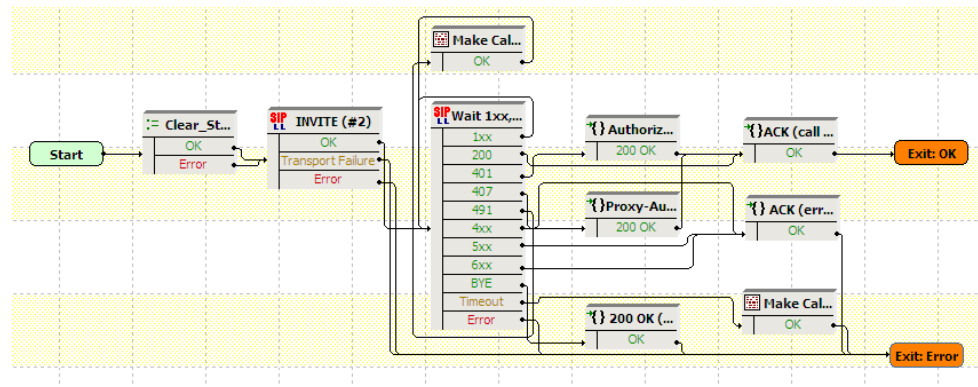 Start
:= Clear_St...
OK
Error
SIP LL INVITE (#2)
OK
Transport Failure
Error
Make Cal...
OK
SIP LL Wait 1xx,...
1xx
200
401
407
491
4xx
5xx
6xx
BYE
Timeout
Error
{} Authoriz...
200 OK
{}Proxy-Au...
200 OK
{} 200 OK (...
OK
{}ACK (call ...
OK
{} ACK (err...
OK
Make Cal...
OK
Exit: OK
Exit: Error